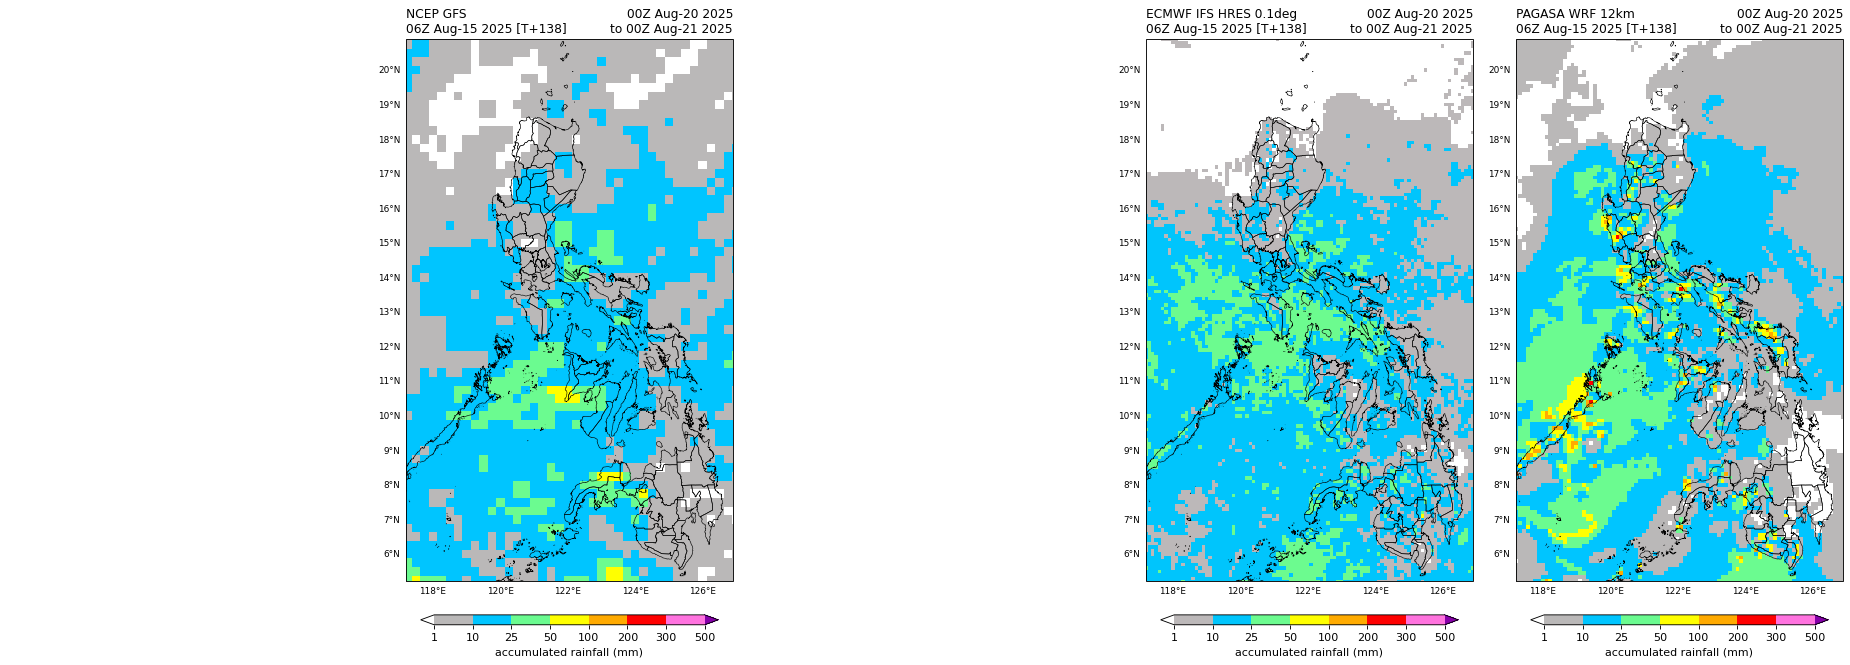 NCEP GFS 00Z Aug-20 2025
06Z Aug-15 2025 [T+138] to 00Z Aug-21 2025
20°N
19°N
18°N
17°N
16°N
15°N
14°N
13°N
12°N
11°N
10°N
9°N
8°N
7°N
6°N
118°E 120°E 122°E 124°E 126°E
1 10 25 50 100 200 300 500
accumulated rainfall (mm)
ECMWF IFS HRES 0.1deg 00Z Aug-20 2025
06Z Aug-15 2025 [T+138] to 00Z Aug-21 2025
20°N
19°N
18°N
17°N
16°N
15°N
14°N
13°N
12°N
11°N
10°N
9°N
8°N
7°N
6°N
118°E 120°E 122°E 124°E 126°E
1 10 25 50 100 200 300 500
accumulated rainfall (mm)
PAGASA WRF 12km 00Z Aug-20 2025
06Z Aug-15 2025 [T+138] to 00Z Aug-21 2025
20°N
19°N
18°N
17°N
16°N
15°N
14°N
13°N
12°N
11°N
10°N
9°N
8°N
7°N
6°N
118°E 120°E 122°E 124°E 126°E
1 10 25 50 100 200 300 500
accumulated rainfall (mm)